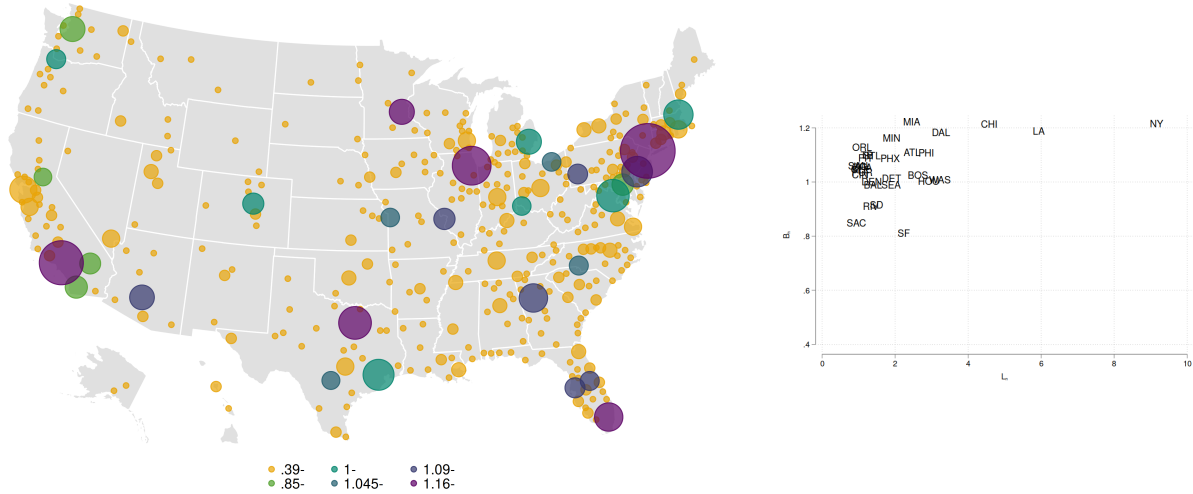 .39-
1-
1.09-
.85-
1.045-
1.16-
1.2
1
.8
.6
.4
0
2
4
6
8
10
MIA
CHI
NY
DAL
LA
MIN
ORL
ATL
PHI
PHX
DET
BOS
HOU
WAS
BAL
SEA
SD
SAC
SF